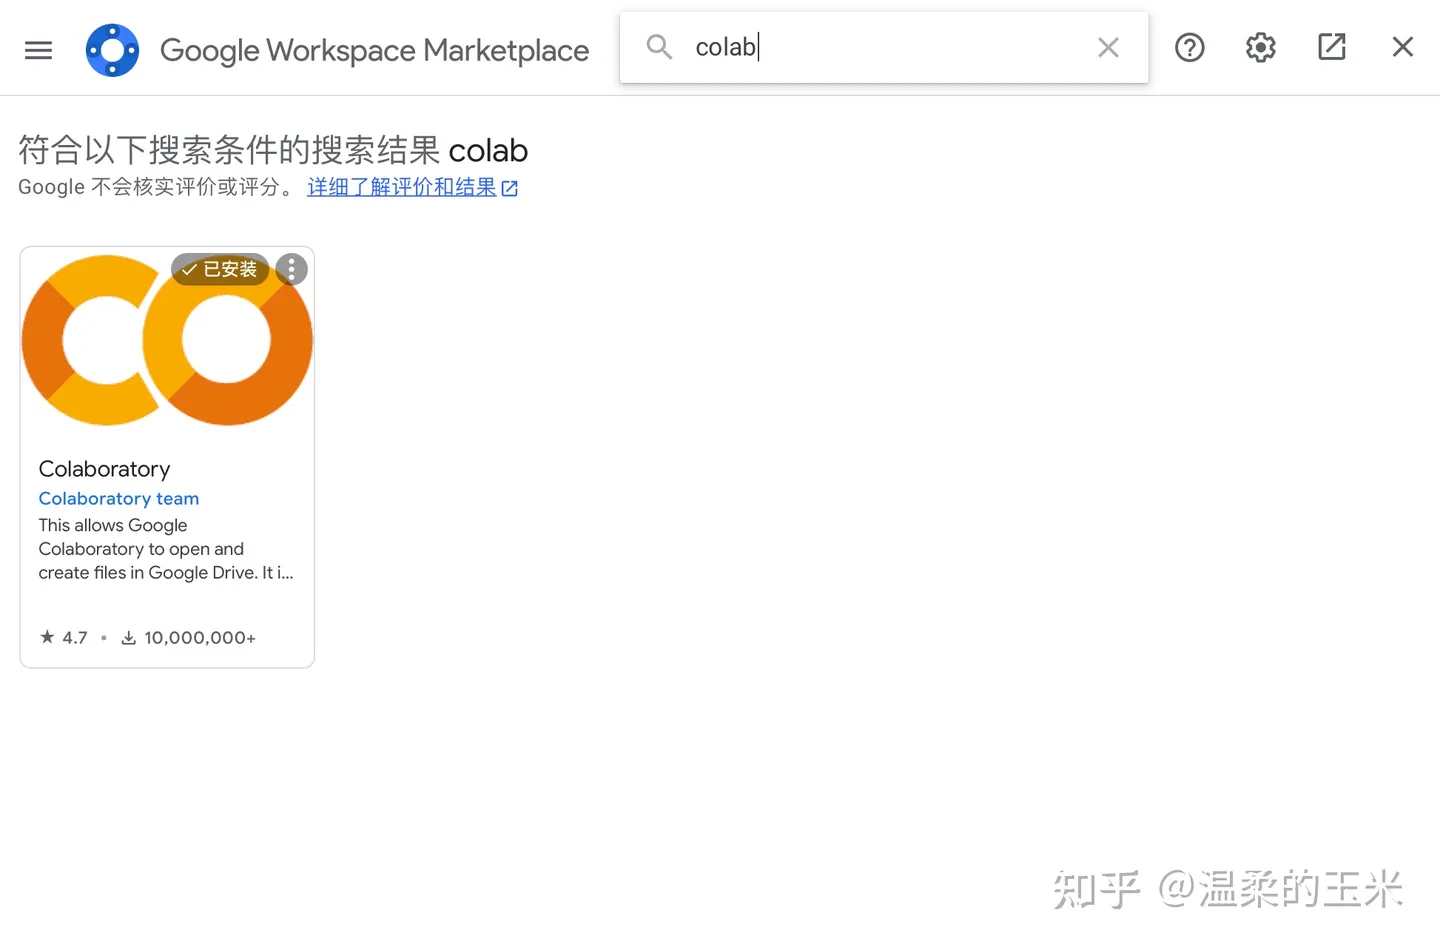 Google Workspace Marketplace
colab
符合以下搜索条件的搜索结果 colab
Google 不会核实评价或评分。 详细了解评价和结果
已安装
Colaboratory
Colaboratory team
This allows Google
Colaboratory to open and
create files in Google Drive. It i...
4.7 • 10,000,000+
知乎 @温柔的玉米